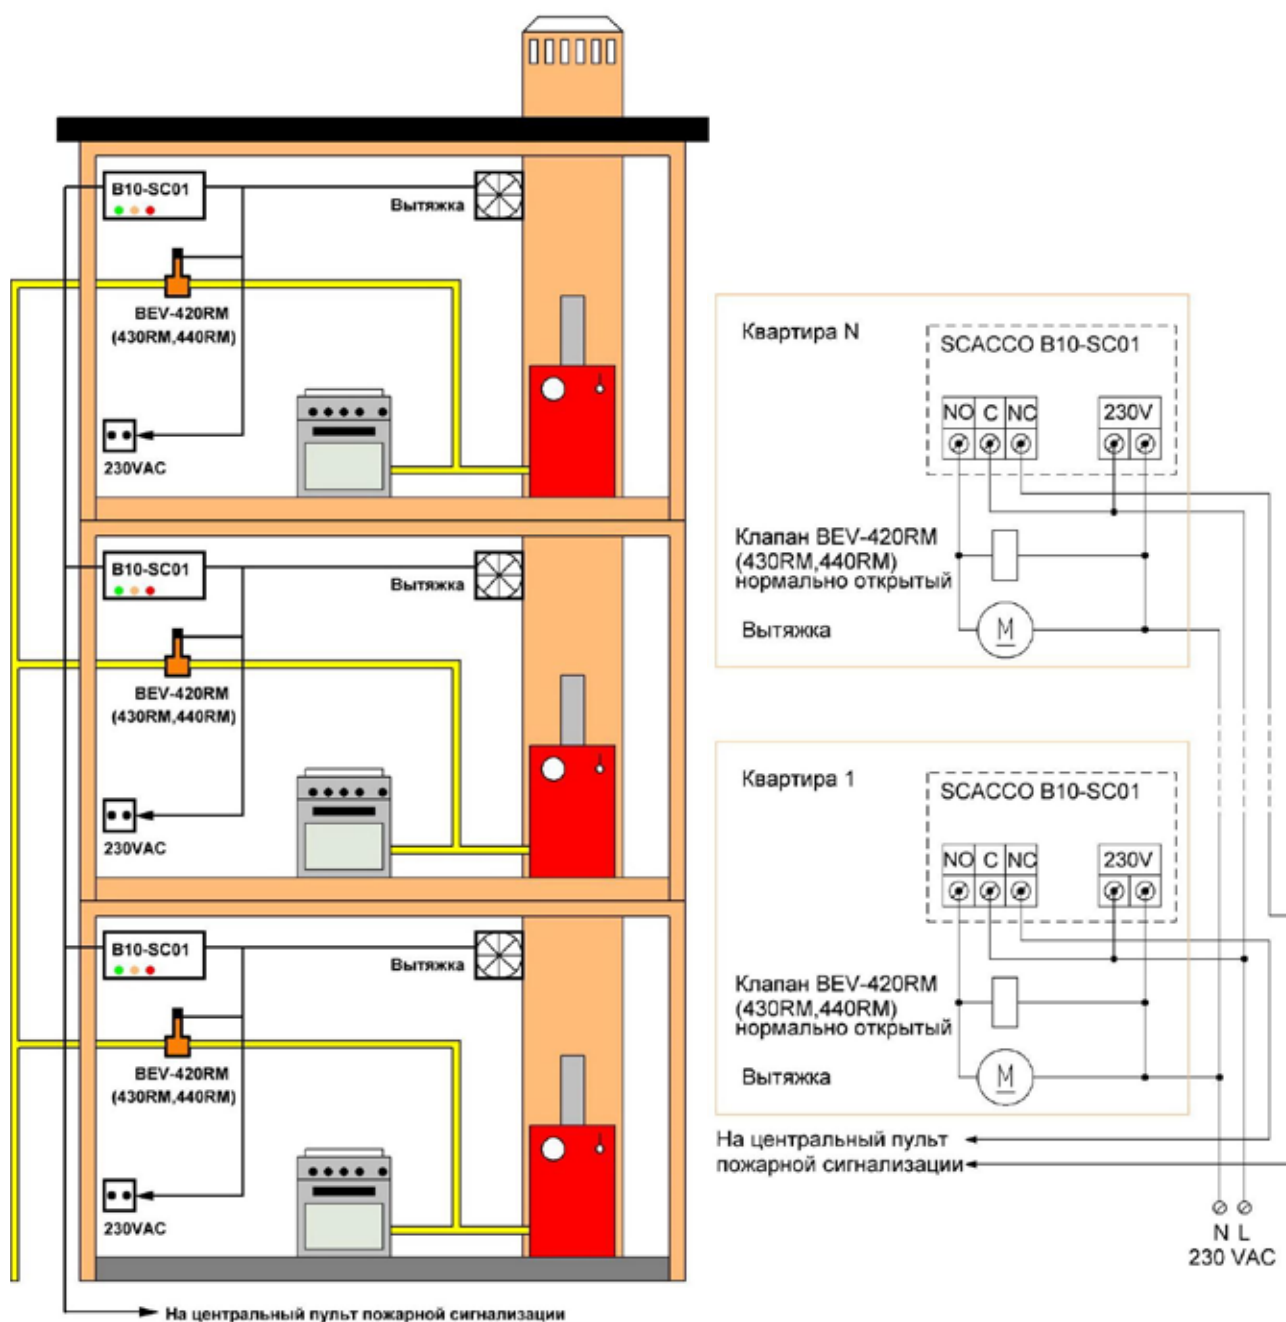 B10-SC01
Вытяжка
BEV-420RM
(430RM,440RM)
230VAC
B10-SC01
Вытяжка
BEV-420RM
(430RM,440RM)
230VAC
B10-SC01
Вытяжка
BEV-420RM
(430RM,440RM)
230VAC
На центральный пульт пожарной сигнализации
Квартира N
SCACCO B10-SC01
NO C NC 230V
Клапан BEV-420RM
(430RM,440RM)
нормально открытый
Вытяжка
M
Квартира 1
SCACCO B10-SC01
NO C NC 230V
Клапан BEV-420RM
(430RM,440RM)
нормально открытый
Вытяжка
M
На центральный пульт
пожарной сигнализации
N L
230 VAC